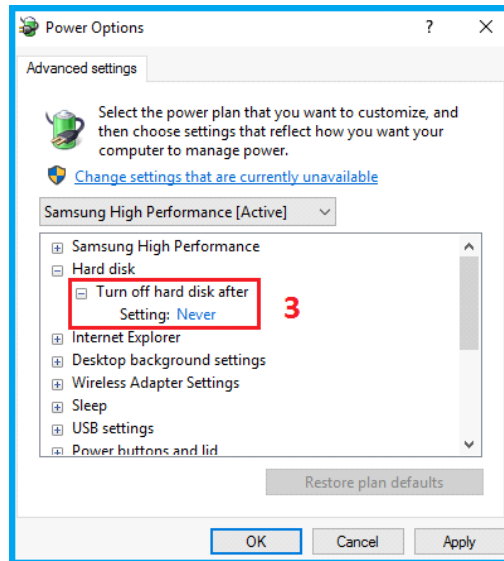 Power Options
?
Advanced settings
Select the power plan that you want to customize, and
then choose settings that reflect how you want your
computer to manage power.
Change settings that are currently unavailable
Samsung High Performance [Active]
Samsung High Performance
Hard disk
Turn off hard disk after
Setting: Never
3
Internet Explorer
Desktop background settings
Wireless Adapter Settings
Sleep
USB settings
Power buttons and lid
Restore plan defaults
OK Cancel Apply